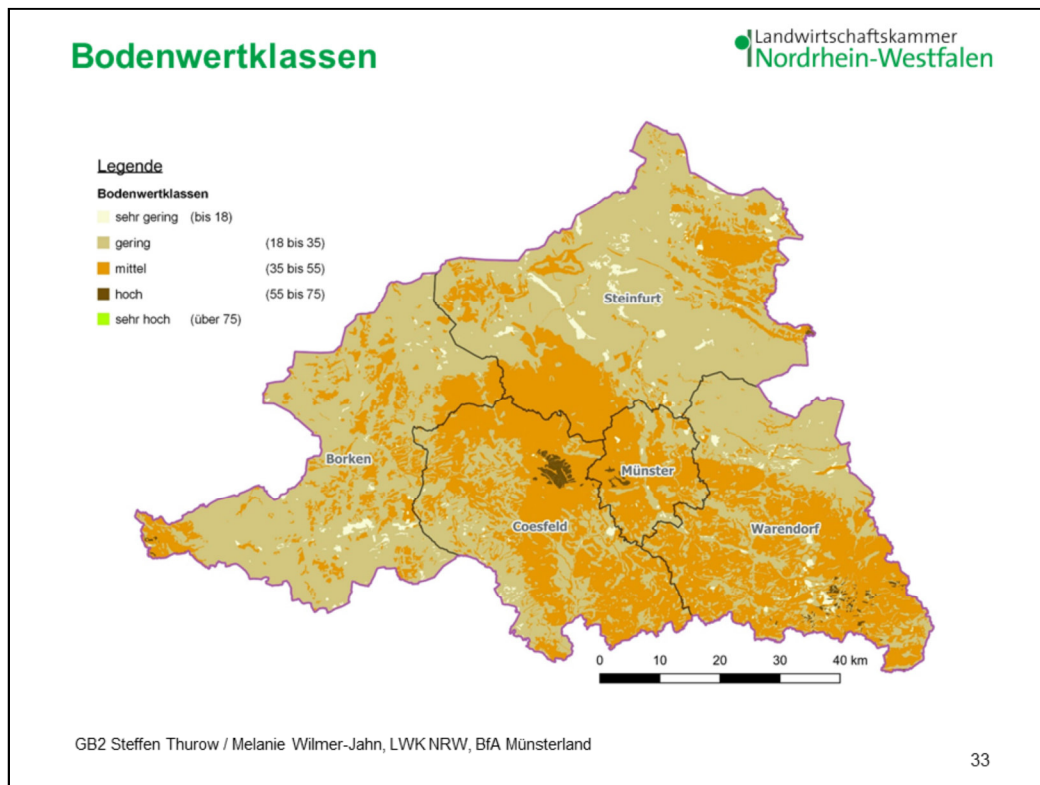 Bodenwertklassen
Landwirtschaftskammer
Nordrhein-Westfalen
Legende
Bodenwertklassen
sehr gering (bis 18)
gering (18 bis 35)
mittel (35 bis 55)
hoch (55 bis 75)
sehr hoch (über 75)
Steinfurt
Borken
Münster
Coesfeld
Warendorf
0 10 20 30 40 km
GB2 Steffen Thurow / Melanie Wilmer-Jahn, LWK NRW, BfA Münsterland
33